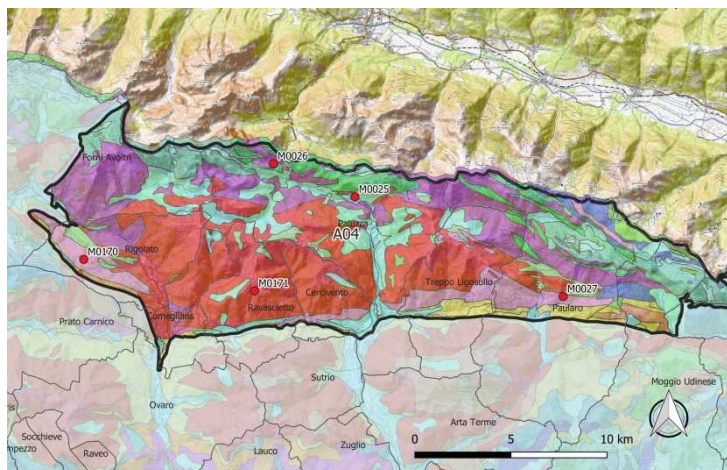 M0026
Forni Avoltri
M0025
Paluzza
A04
M0170
Rigolato
M0171
Treppo Ligosullo
M0027
Ravascletto
Cercivento
Comeglians
Paularo
Prato Carnico
Sutrio
Moggio Udinese
Ovaro
Arta Terme
Socchieve
Raveo
Lauco
Zuglio
0 5 10 km